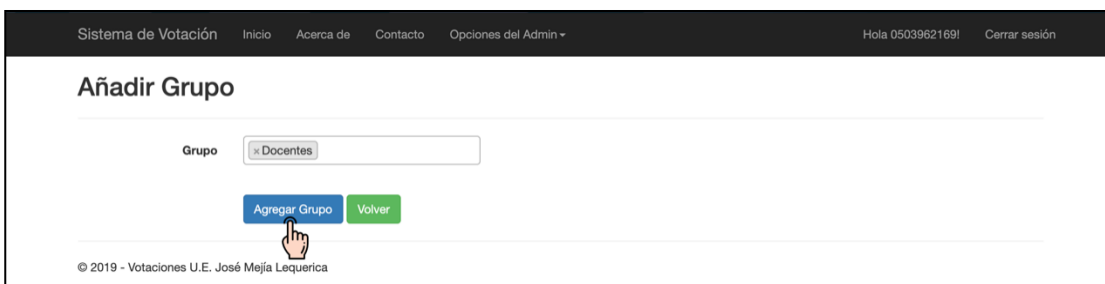 Sistema de Votación Inicio Acerca de Contacto Opciones del Admin Hola 0503962169! Cerrar sesión
Añadir Grupo
Grupo ×Docentes
Agregar Grupo Volver
© 2019 - Votaciones U.E. José Mejía Lequerica